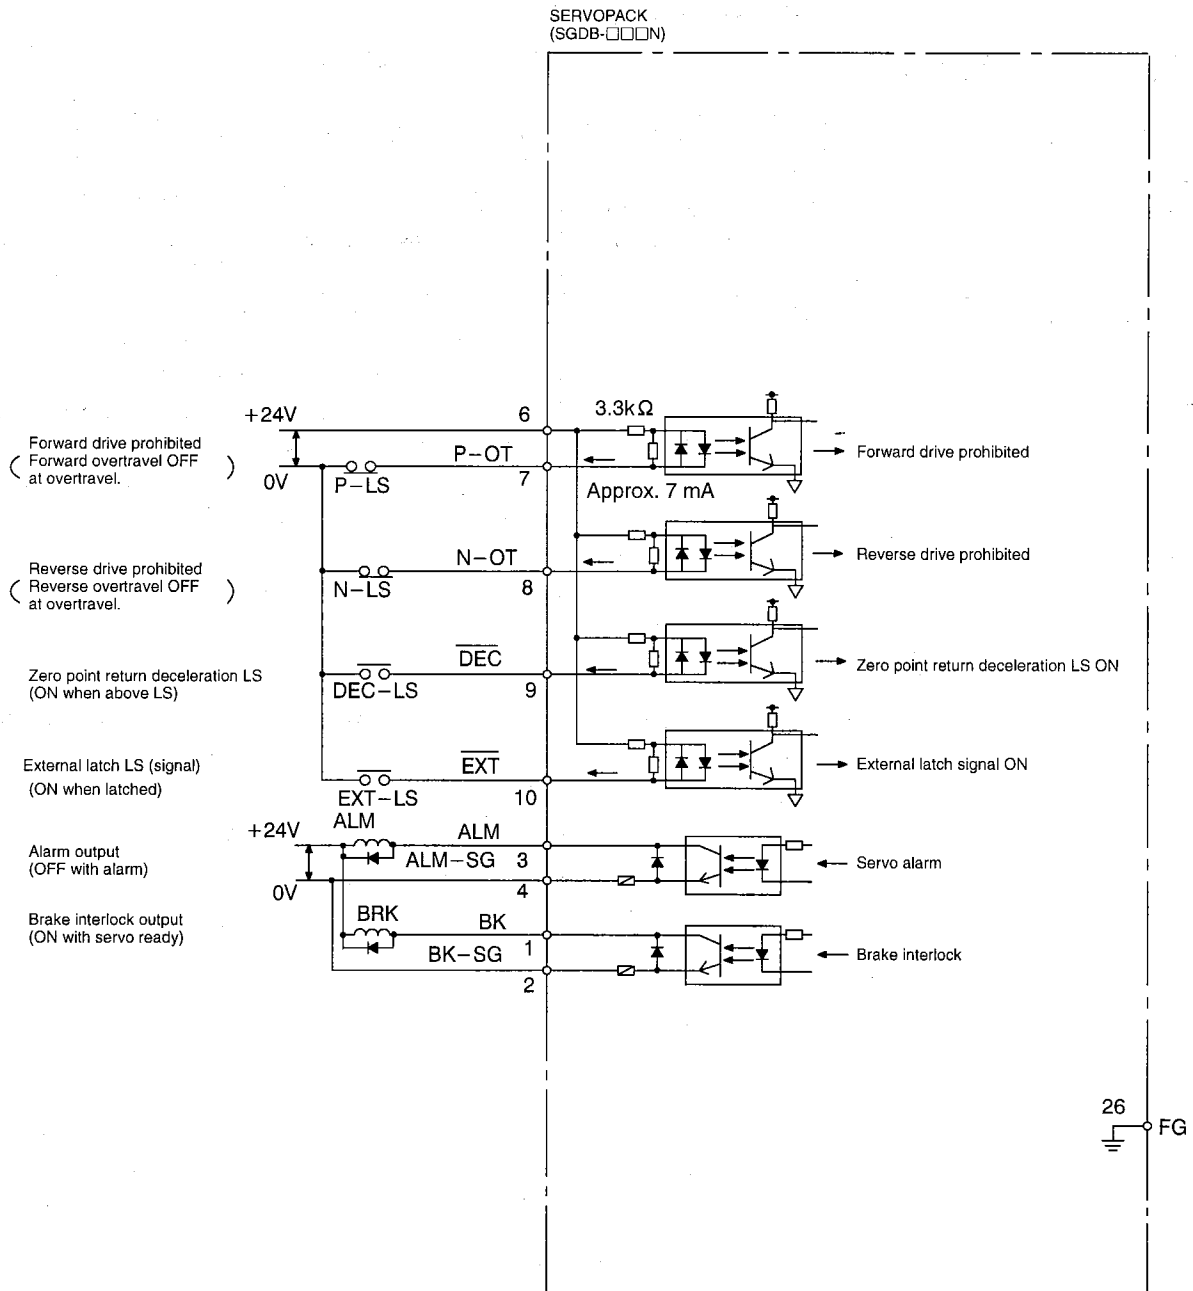 SERVOPACK
(SGDB-□□□N)
+24V
6
3.3kΩ
Forward drive prohibited
( Forward overtravel OFF )
at overtravel.
0V
P-LS
P-OT
7
Approx. 7 mA
Forward drive prohibited
Reverse drive prohibited
( Reverse overtravel OFF )
at overtravel.
N-LS
N-OT
8
Reverse drive prohibited
Zero point return deceleration LS
(ON when above LS)
DEC-LS
D̅E̅C̅
9
Zero point return deceleration LS ON
External latch LS (signal)
(ON when latched)
EXT-LS
E̅X̅T̅
10
External latch signal ON
+24V
ALM
ALM
3
Alarm output
(OFF with alarm)
0V
ALM-SG
4
Servo alarm
Brake interlock output
(ON with servo ready)
BRK
BK
1
BK-SG
2
Brake interlock
26
FG